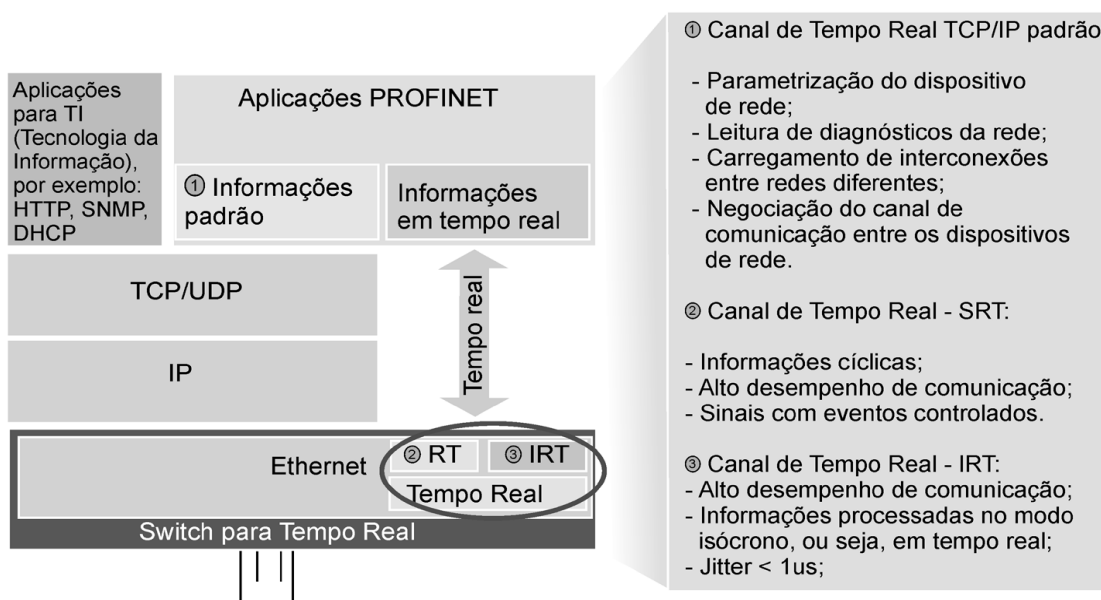 Aplicações
para TI
(Tecnologia da
Informação),
por exemplo:
HTTP, SNMP,
DHCP
Aplicações PROFINET
① Informações
padrão
Informações
em tempo real
TCP/UDP
IP
Tempo real
Ethernet
② RT
③ IRT
Tempo Real
Switch para Tempo Real
① Canal de Tempo Real TCP/IP padrão
- Parametrização do dispositivo
de rede;
- Leitura de diagnósticos da rede;
- Carregamento de interconexões
entre redes diferentes;
- Negociação do canal de
comunicação entre os dispositivos
de rede.
② Canal de Tempo Real - SRT:
- Informações cíclicas;
- Alto desempenho de comunicação;
- Sinais com eventos controlados.
③ Canal de Tempo Real - IRT:
- Alto desempenho de comunicação;
- Informações processadas no modo
isócrono, ou seja, em tempo real;
- Jitter < 1us;